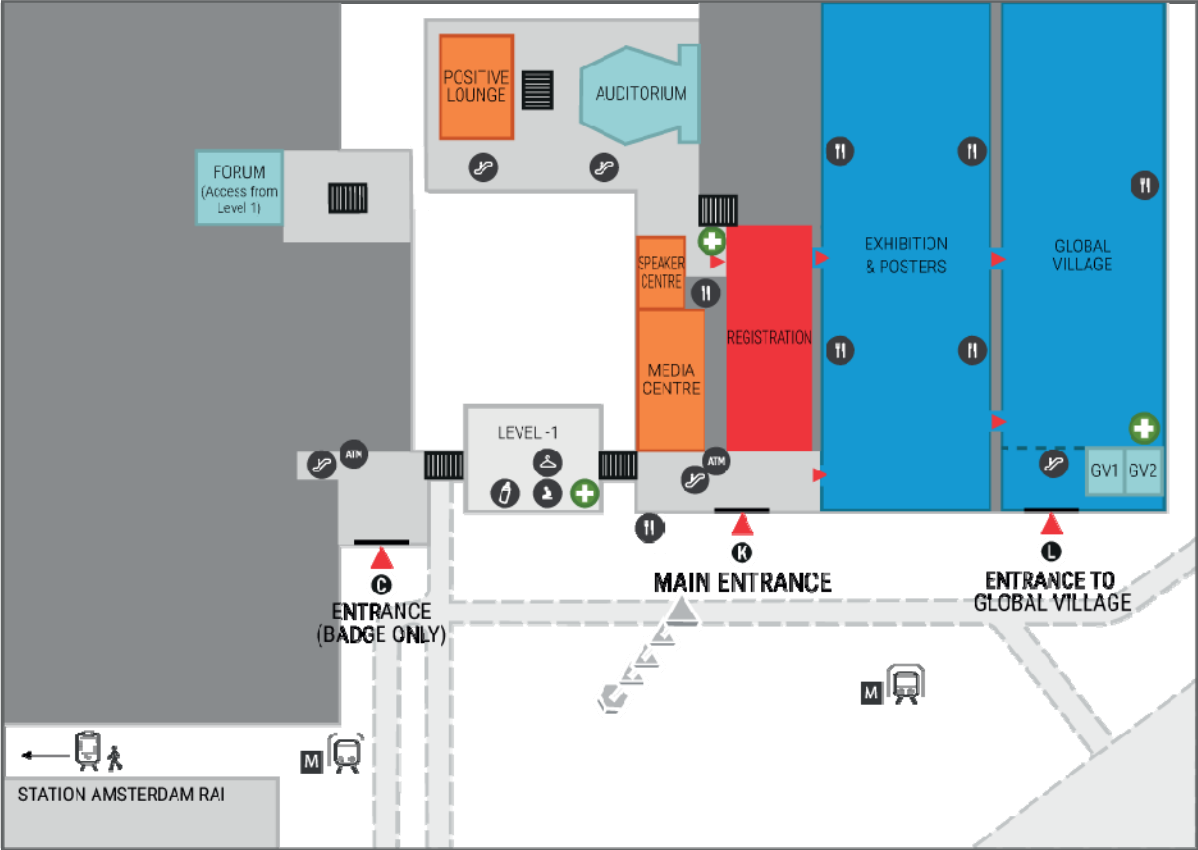 POSITIVE
LOUNGE
AUDITORIUM
FORUM
(Access from
Level 1)
SPEAKER
CENTRE
EXHIBITION
& POSTERS
GLOBAL
VILLAGE
REGISTRATION
MEDIA
CENTRE
LEVEL -1
ATM
ATM
GV1
GV2
C
ENTRANCE
(BADGE ONLY)
K
MAIN ENTRANCE
L
ENTRANCE TO
GLOBAL VILLAGE
M
M
STATION AMSTERDAM RAI